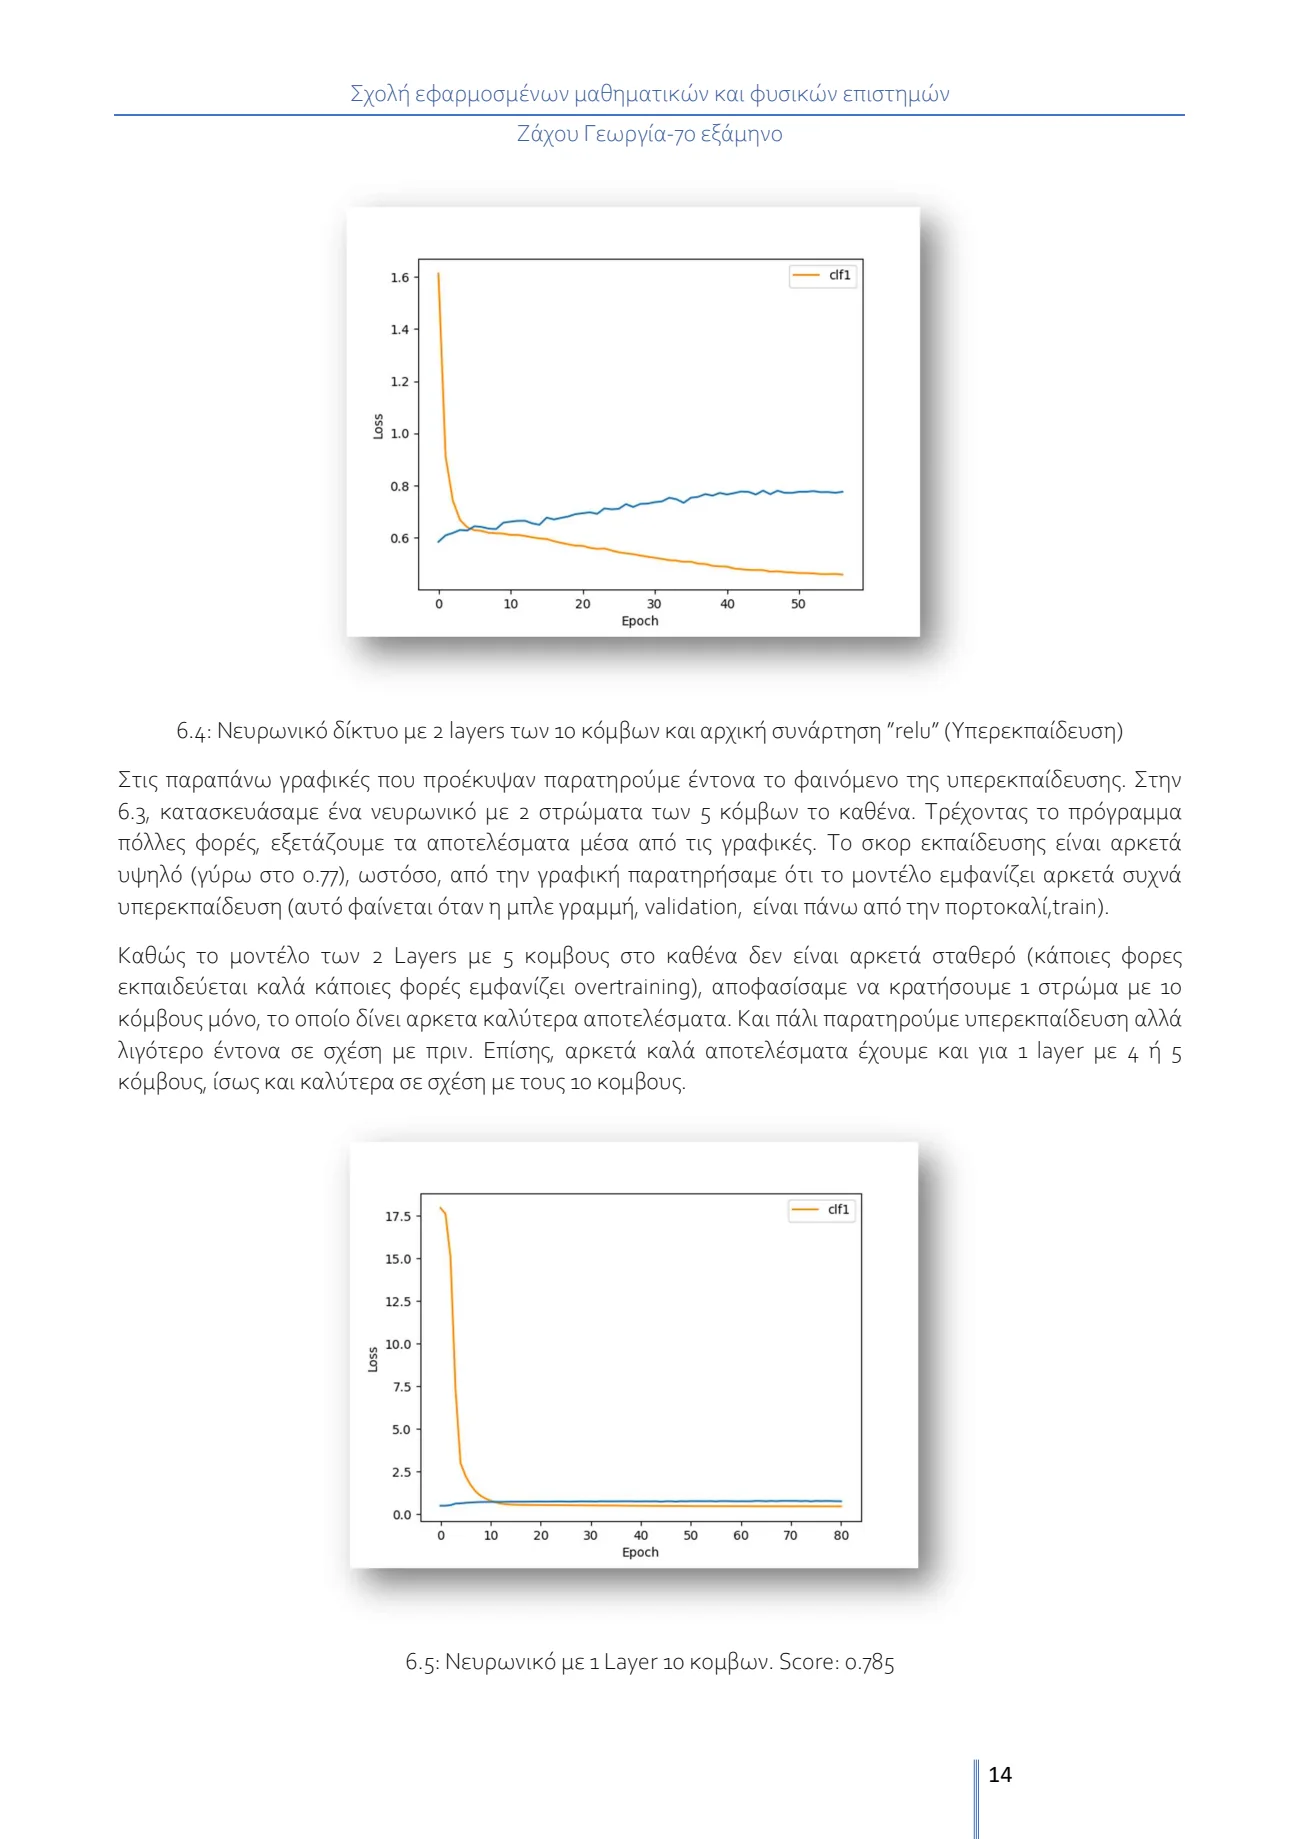 Σχολή εφαρμοσμένων μαθηματικών και φυσικών επιστημών
Ζάχου Γεωργία-7ο εξάμηνο
clf1
1.6
1.4
1.2
1.0
0.8
0.6
Loss
0 10 20 30 40 50
Epoch
6.4: Νευρωνικό δίκτυο με 2 layers των 10 κόμβων και αρχική συνάρτηση ”relu” (Υπερεκπαίδευση)
Στις παραπάνω γραφικές που προέκυψαν παρατηρούμε έντονα το φαινόμενο της υπερεκπαίδευσης. Στην
6.3, κατασκευάσαμε ένα νευρωνικό με 2 στρώματα των 5 κόμβων το καθένα. Τρέχοντας το πρόγραμμα
πόλλες φορές, εξετάζουμε τα αποτελέσματα μέσα από τις γραφικές. Το σκορ εκπαίδευσης είναι αρκετά
υψηλό (γύρω στο 0.77), ωστόσο, από την γραφική παρατηρήσαμε ότι το μοντέλο εμφανίζει αρκετά συχνά
υπερεκπαίδευση (αυτό φαίνεται όταν η μπλε γραμμή, validation, είναι πάνω από την πορτοκαλί,train).
Καθώς το μοντέλο των 2 Layers με 5 κομβους στο καθένα δεν είναι αρκετά σταθερό (κάποιες φορες
εκπαιδεύεται καλά κάποιες φορές εμφανίζει overtraining), αποφασίσαμε να κρατήσουμε 1 στρώμα με 10
κόμβους μόνο, το οποίο δίνει αρκετα καλύτερα αποτελέσματα. Και πάλι παρατηρούμε υπερεκπαίδευση αλλά
λιγότερο έντονα σε σχέση με πριν. Επίσης, αρκετά καλά αποτελέσματα έχουμε και για 1 layer με 4 ή 5
κόμβους, ίσως και καλύτερα σε σχέση με τους 10 κομβους.
clf1
17.5
15.0
12.5
10.0
7.5
5.0
2.5
0.0
Loss
0 10 20 30 40 50 60 70 80
Epoch
6.5: Νευρωνικό με 1 Layer 10 κομβων. Score: 0.785
14